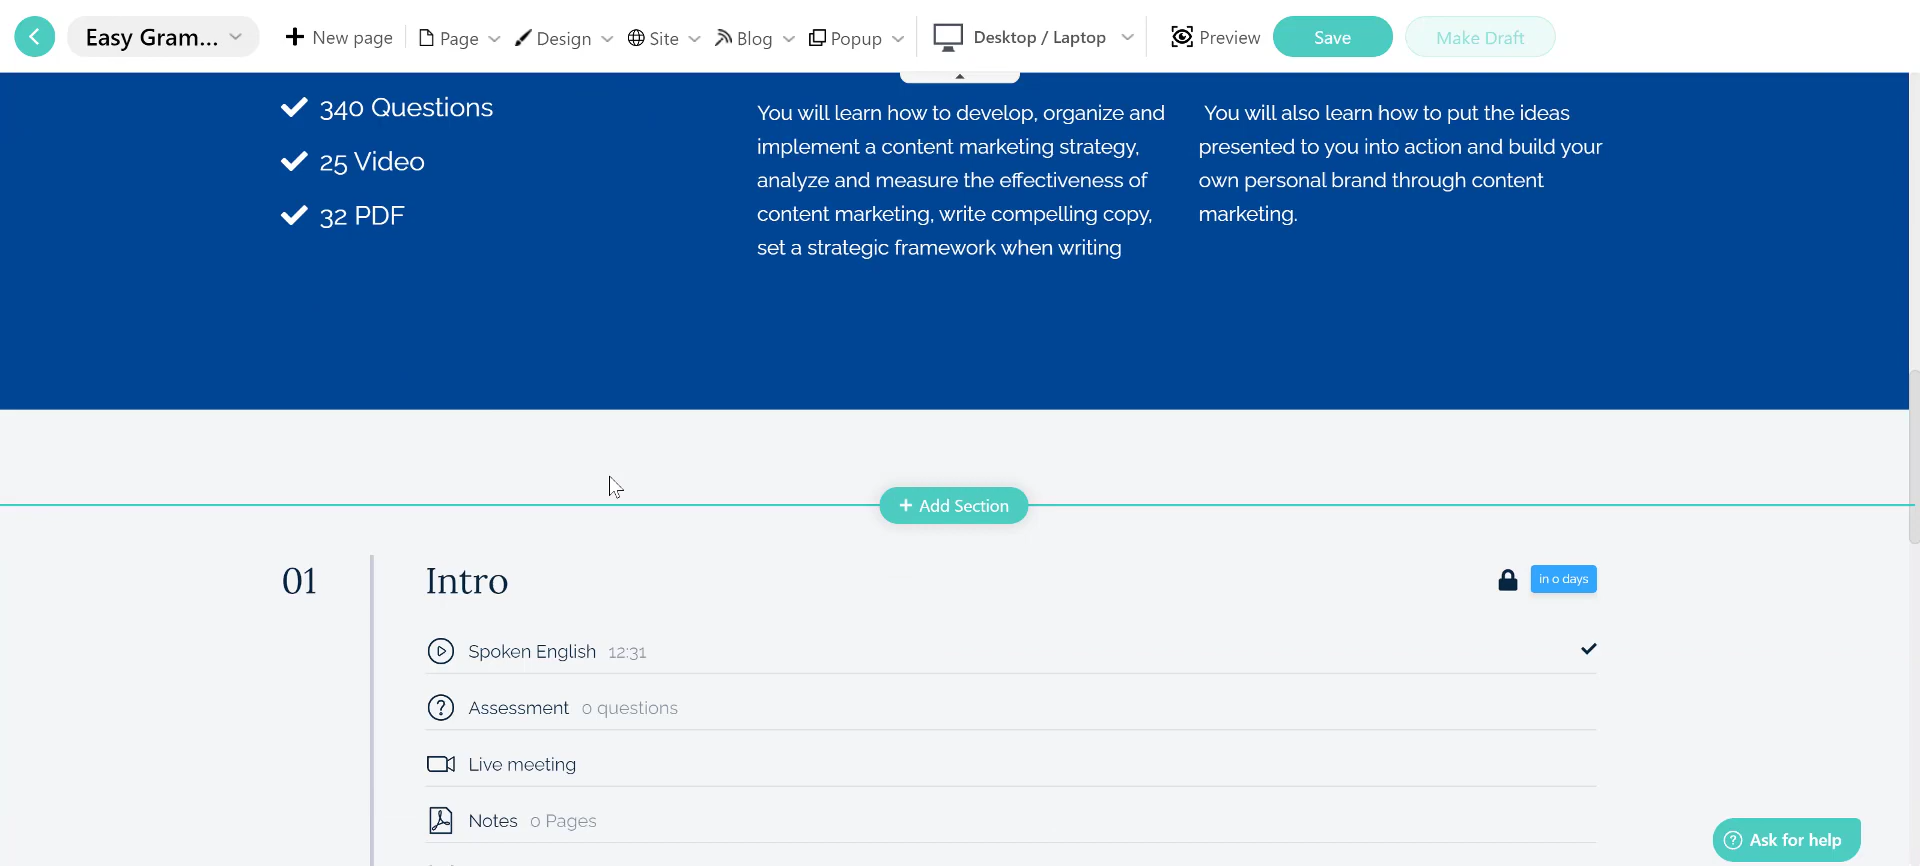 Easy Gram...
New page
Page
Design
Site
Blog
Popup
Desktop / Laptop
Preview
Save
Make Draft
340 Questions
25 Video
32 PDF
You will learn how to develop, organize and
implement a content marketing strategy,
analyze and measure the effectiveness of
content marketing, write compelling copy,
set a strategic framework when writing
You will also learn how to put the ideas
presented to you into action and build your
own personal brand through content
marketing.
+ Add Section
01
Intro
in 0 days
Spoken English 12:31
Assessment 0 questions
Live meeting
Notes 0 Pages
Ask for help